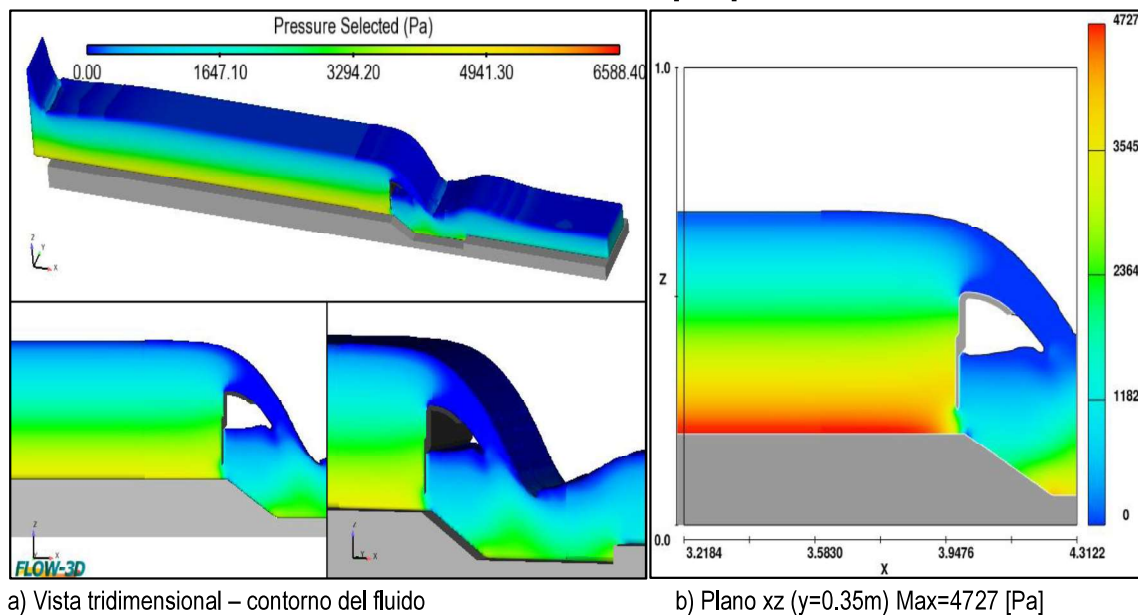 Pressure Selected (Pa)
0.00 1647.10 3294.20 4941.30 6588.40
z
y
x
z
x
FLOW-3D
z
x
a) Vista tridimensional – contorno del fluido
4727
3545
2364
1182
0
1.0
Z
0.0
3.2184 3.5830 3.9476 4.3122
X
b) Plano xz (y=0.35m) Max=4727 [Pa]